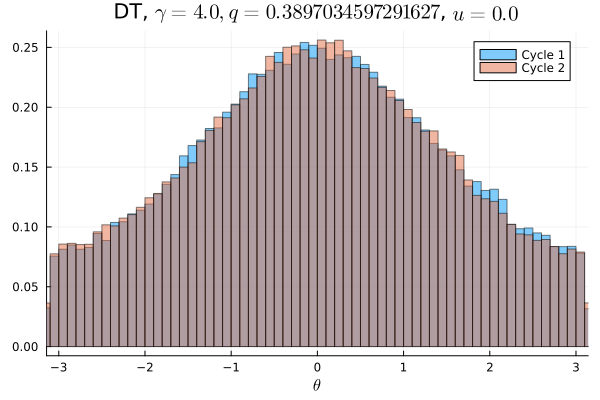 DT, γ = 4.0, q = 0.3897034597291627, u = 0.0
Cycle 1
Cycle 2
0.25
0.20
0.15
0.10
0.05
0.00
−3 −2 −1 0 1 2 3
θ